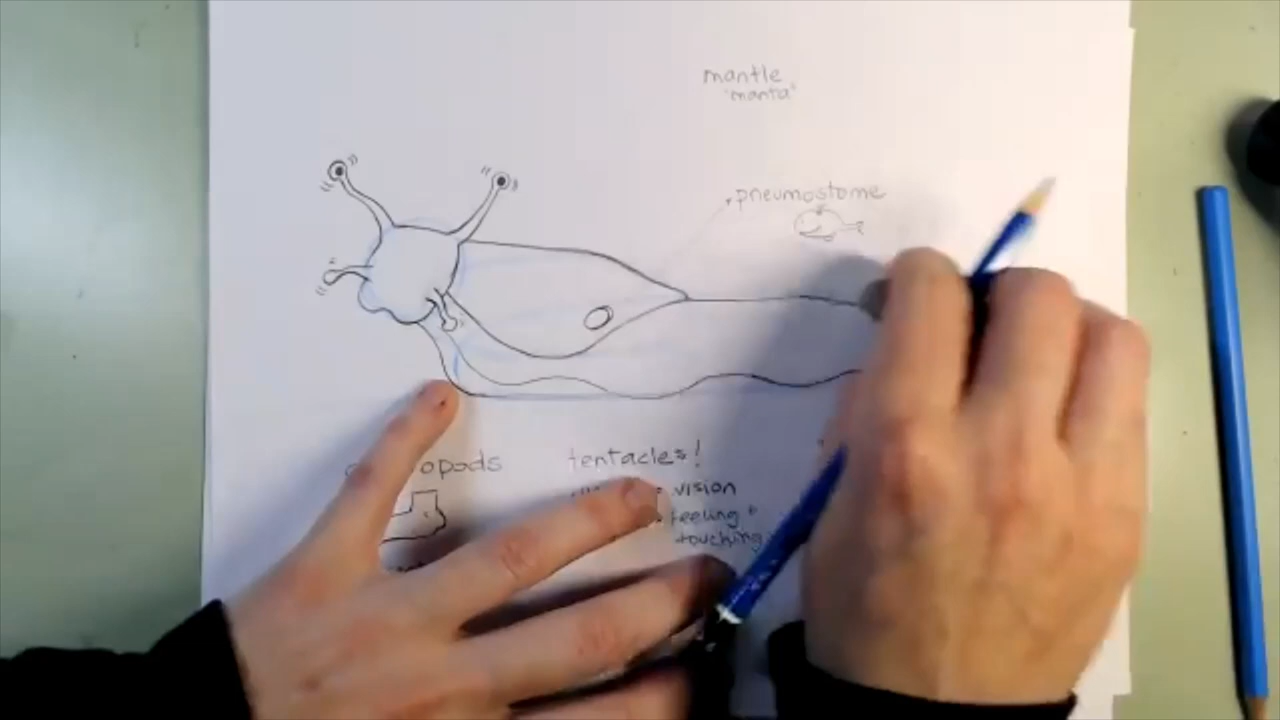 mantle
"manta"
pneumostome
opods
tentacles!
vision
feeling +
touching